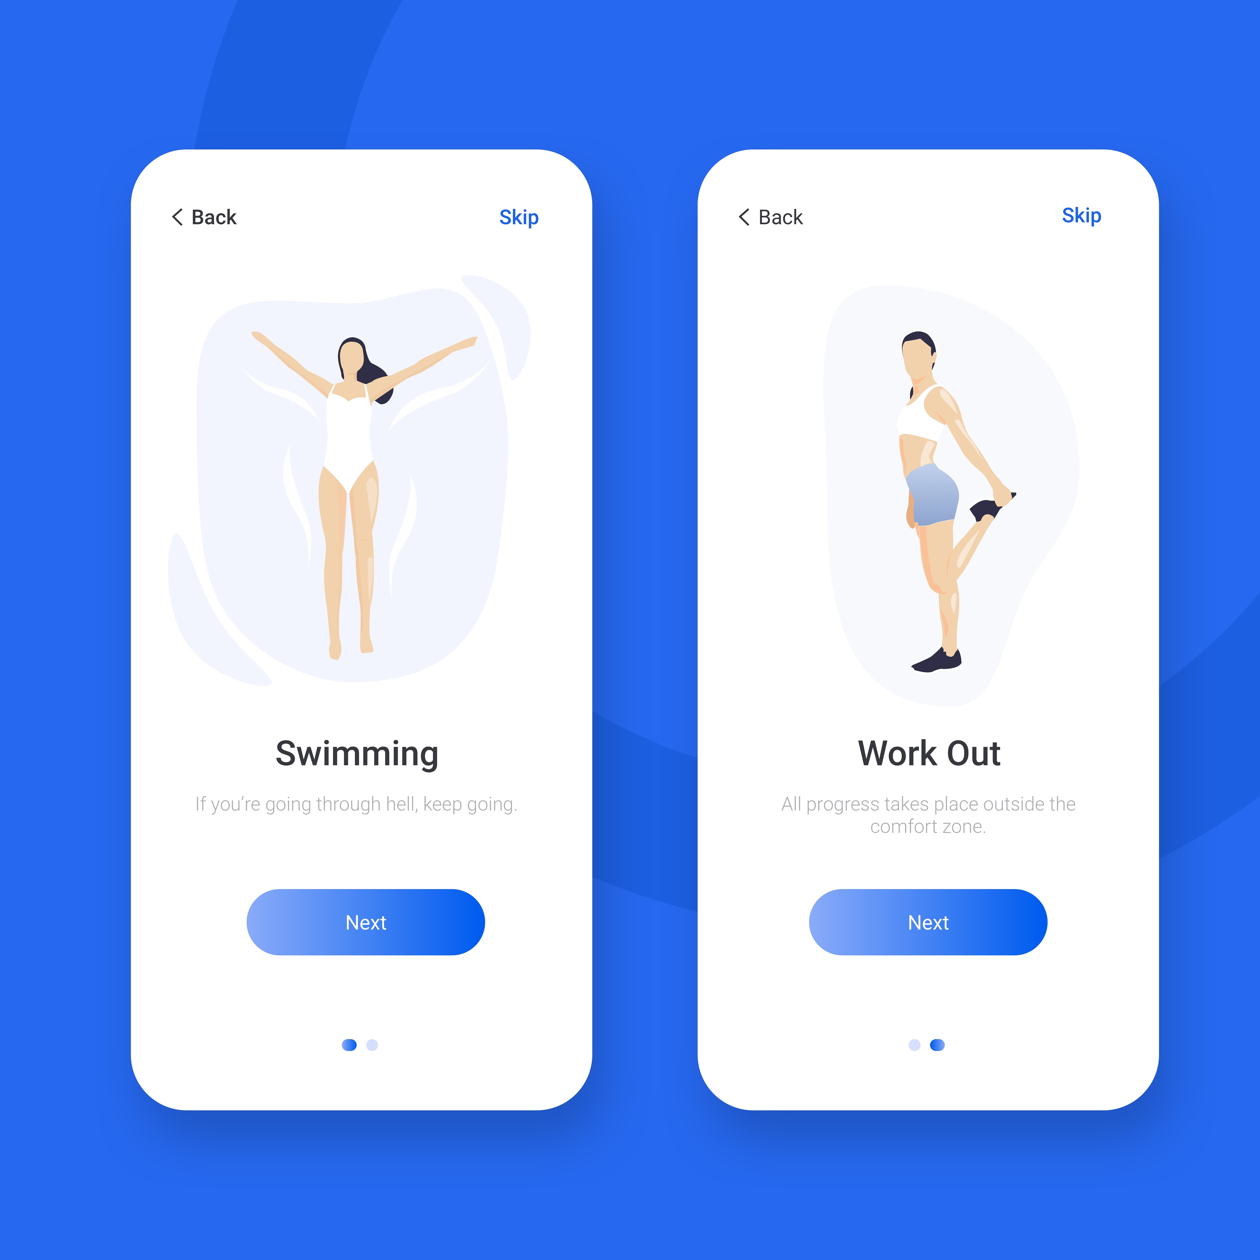 Back
Skip
Swimming
If you’re going through hell, keep going.
Next
Back
Skip
Work Out
All progress takes place outside the
comfort zone.
Next